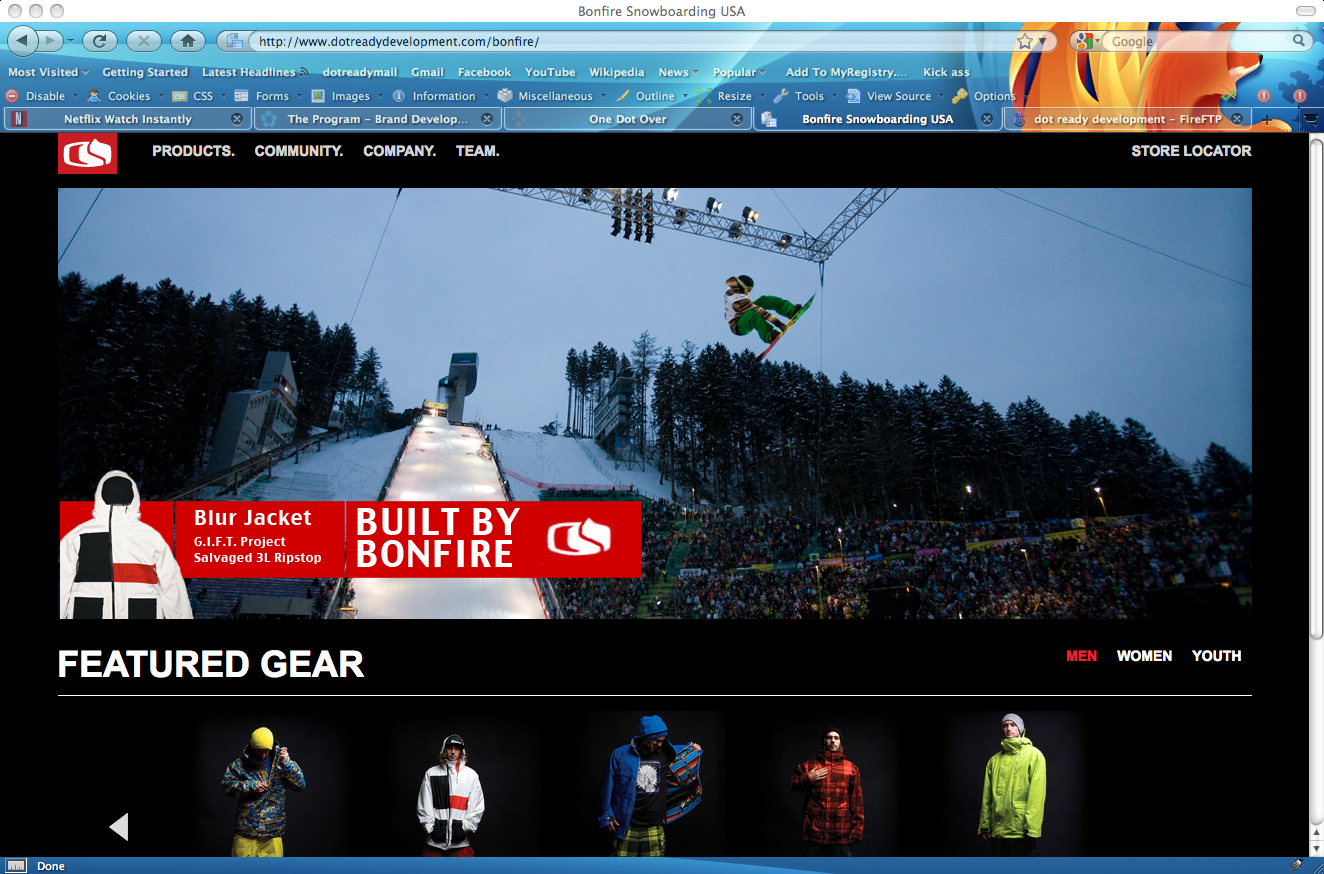 Bonfire Snowboarding USA
http://www.dotreadydevelopment.com/bonfire/
Google
Most Visited Getting Started Latest Headlines dotreadymail Gmail Facebook YouTube Wikipedia News Popular Add To MyRegistry.... Kick ass
Disable Cookies CSS Forms Images Information Miscellaneous Outline Resize Tools View Source Options
Netflix Watch Instantly The Program – Brand Develop... One Dot Over Bonfire Snowboarding USA dot ready development – FireFTP
PRODUCTS. COMMUNITY. COMPANY. TEAM. STORE LOCATOR
Blur Jacket
G.I.F.T. Project
Salvaged 3L Ripstop
BUILT BY
BONFIRE
FEATURED GEAR
MEN WOMEN YOUTH
Done